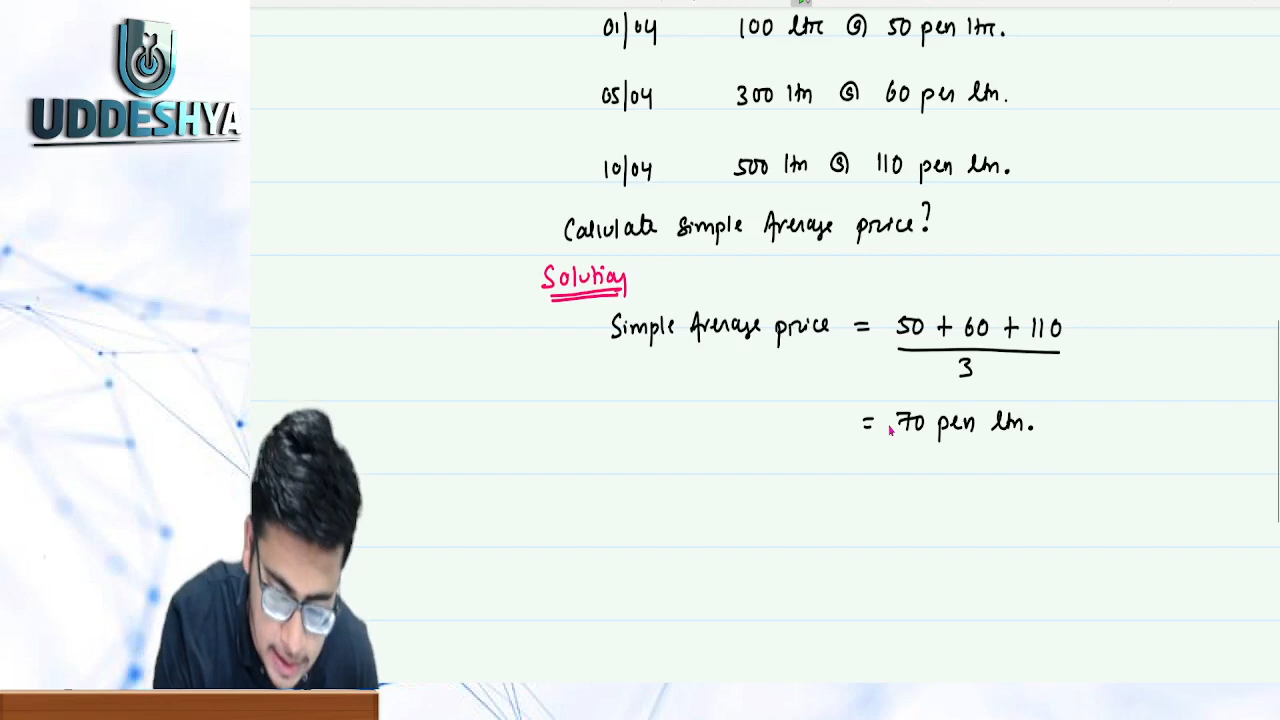 01/04 100 ltr @ 50 per ltr.
UDDESHYA
05/04 300 ltr @ 60 per ltr.
10/04 500 ltr @ 110 per ltr.
Calculate Simple Average price?
Solution
Simple Average price = 50 + 60 + 110
3
= 70 per ltr.